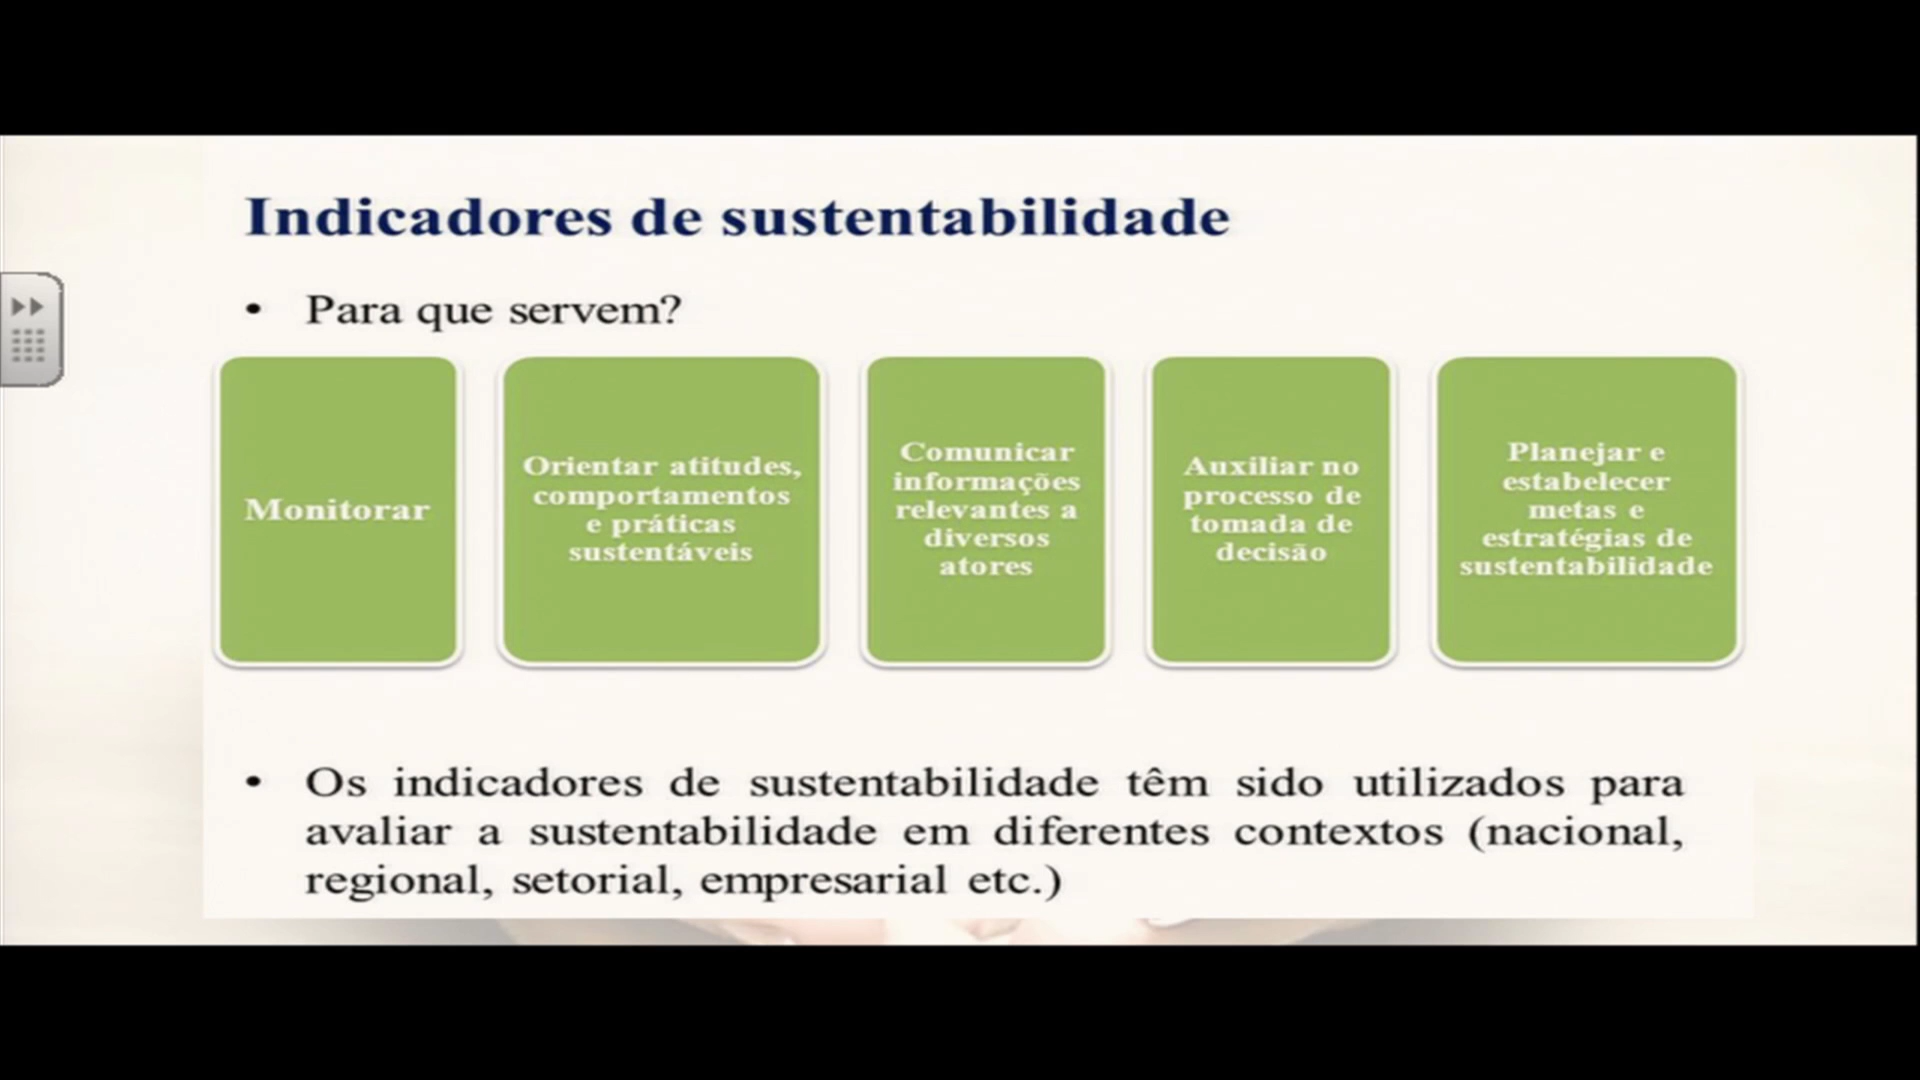 Indicadores de sustentabilidade
• Para que servem?
Monitorar
Orientar atitudes,
comportamentos
e práticas
sustentáveis
Comunicar
informações
relevantes a
diversos
atores
Auxiliar no
processo de
tomada de
decisão
Planejar e
estabelecer
metas e
estratégias de
sustentabilidade
• Os indicadores de sustentabilidade têm sido utilizados para
avaliar a sustentabilidade em diferentes contextos (nacional,
regional, setorial, empresarial etc.)